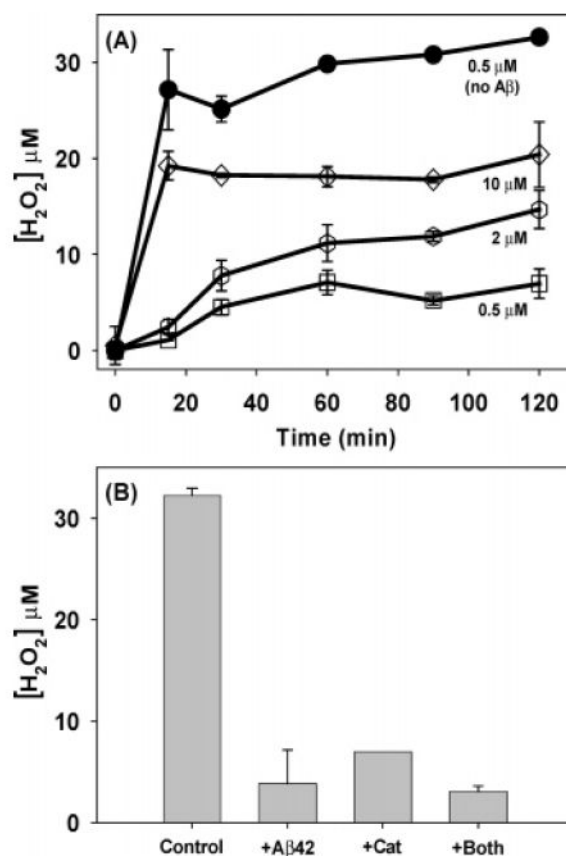 (A)
30
20
10
0
[H₂O₂] μM
0.5 μM
(no Aβ)
10 μM
2 μM
0.5 μM
0 20 40 60 80 100 120
Time (min)
(B)
30
20
10
0
[H₂O₂] μM
Control +Aβ42 +Cat +Both